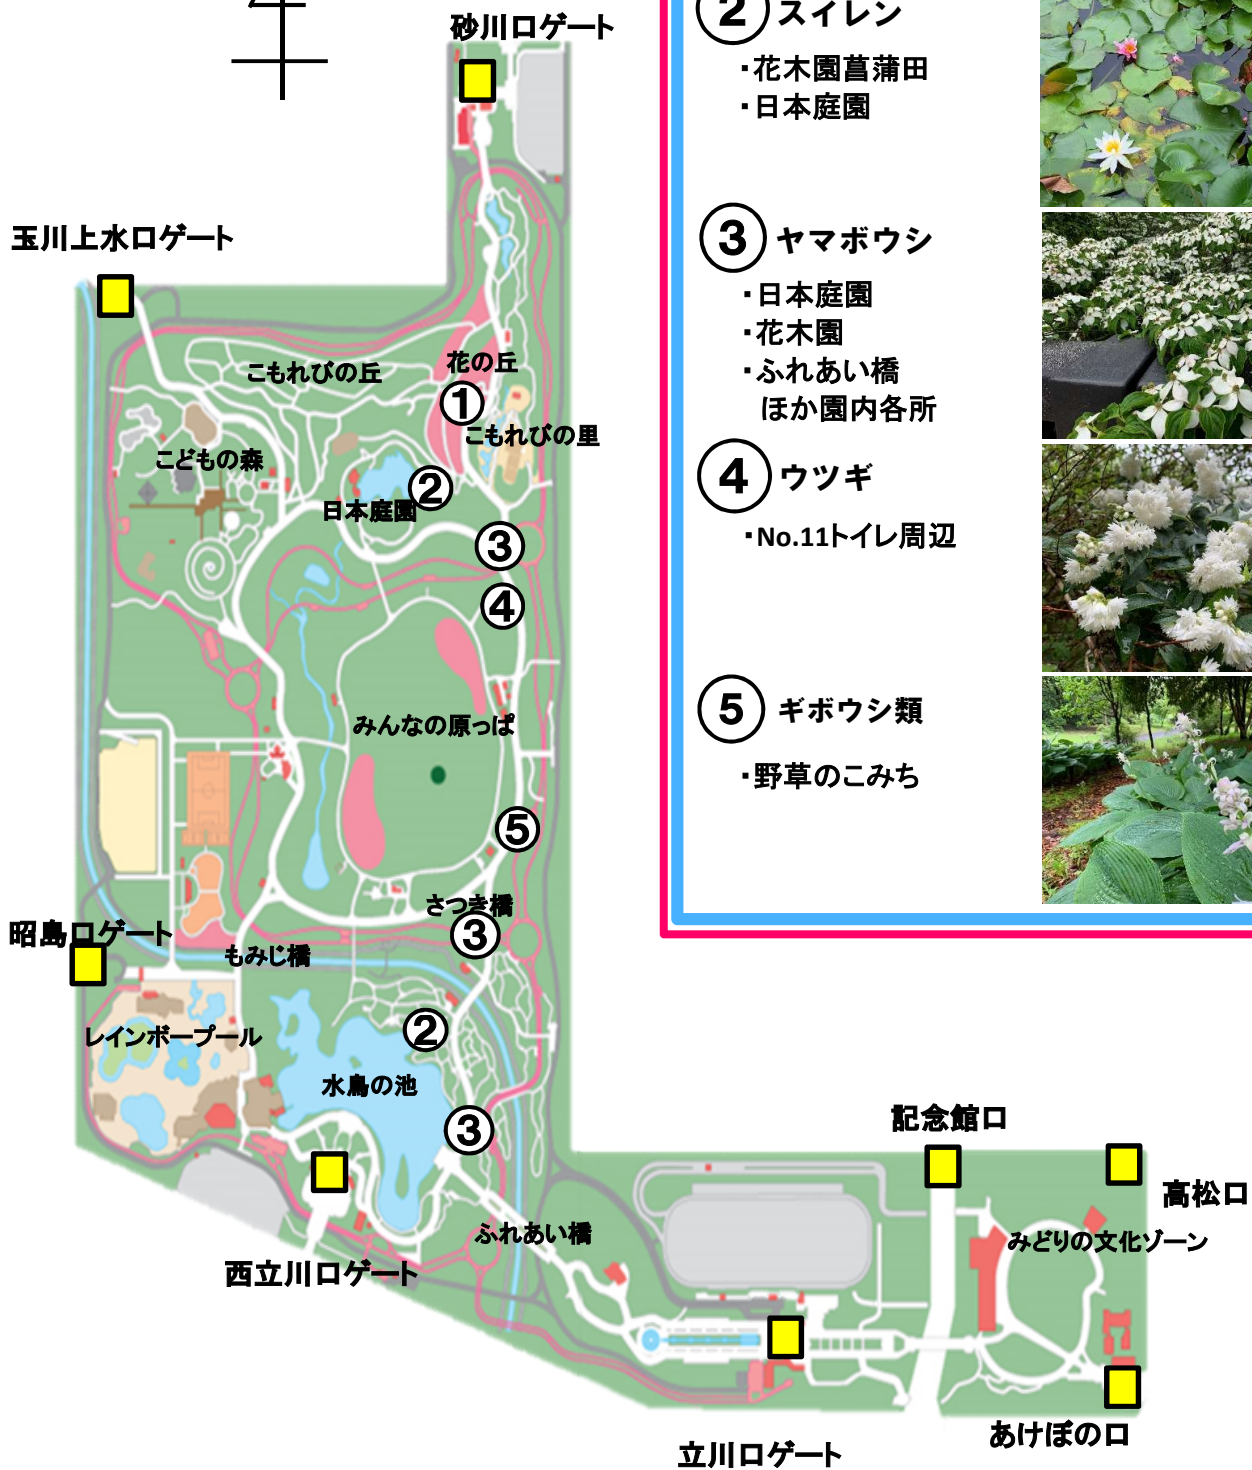 砂川口ゲート
玉川上水口ゲート
こもれびの丘
花の丘
①
こもれびの里
こどもの森
②
日本庭園
③
④
みんなの原っぱ
⑤
さつき橋
③
昭島口ゲート
もみじ橋
②
レインボープール
水鳥の池
③
ふれあい橋
西立川口ゲート
記念館口
高松口
みどりの文化ゾーン
あけぼの口
立川口ゲート
② スイレン
・花木園菖蒲田
・日本庭園
③ ヤマボウシ
・日本庭園
・花木園
・ふれあい橋
ほか園内各所
④ ウツギ
・No.11トイレ周辺
⑤ ギボウシ類
・野草のこみち